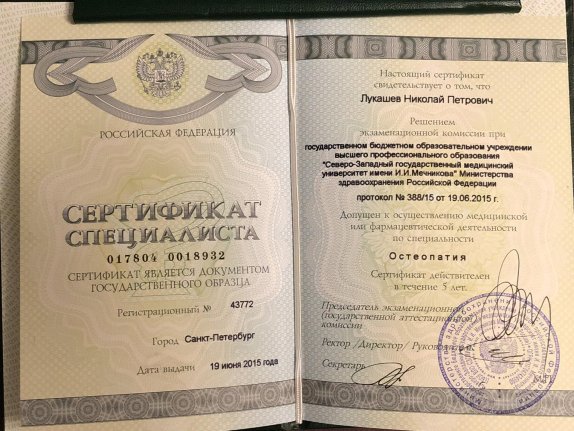 РОССИЙСКАЯ ФЕДЕРАЦИЯ
СЕРТИФИКАТ
СПЕЦИАЛИСТА
017804 0018932
СЕРТИФИКАТ ЯВЛЯЕТСЯ ДОКУМЕНТОМ
ГОСУДАРСТВЕННОГО ОБРАЗЦА
Регистрационный № 43772
Город Санкт-Петербург
Дата выдачи 19 июня 2015 года
Настоящий сертификат
свидетельствует о том, что
Лукашев Николай Петрович
Решением
экзаменационной комиссии при
государственном бюджетном образовательном учреждении
высшего профессионального образования
"Северо-Западный государственный медицинский
университет имени И.И.Мечникова" Министерства
здравоохранения Российской Федерации
протокол № 388/15 от 19.06.2015 г.
Допущен к осуществлению медицинской
или фармацевтической деятельности
по специальности
Остеопатия
Сертификат действителен
в течение 5 лет.
Председатель экзаменационной
(государственной аттестационной)
комиссии
Ректор /Директор/ Руководитель
Секретарь